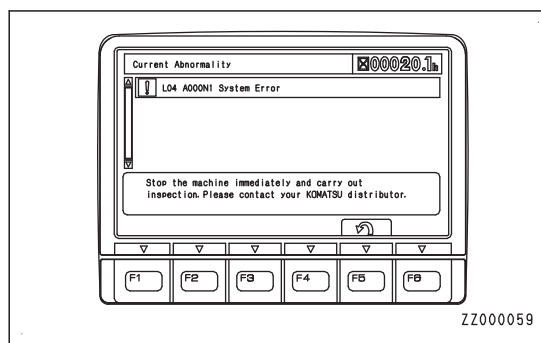 Current Abnormality 00020.1h
! L04 A000N1 System Error
Stop the machine immediately and carry out
inspection. Please contact your KOMATSU distributor.
F1 F2 F3 F4 F5 F6
ZZ000059